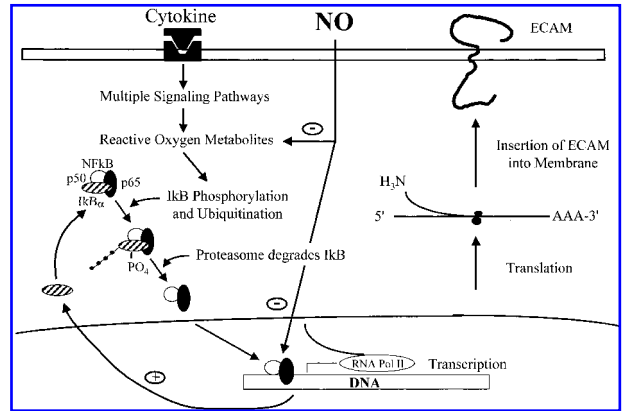 Cytokine
NO
ECAM
Multiple Signaling Pathways
Reactive Oxygen Metabolites
−
Insertion of ECAM
into Membrane
NFkB
p50
p65
IkBα
IkB Phosphorylation
and Ubiquitination
H3N
5'
AAA-3'
PO4
Proteasome degrades IkB
Translation
−
+
RNA Pol II
Transcription
DNA